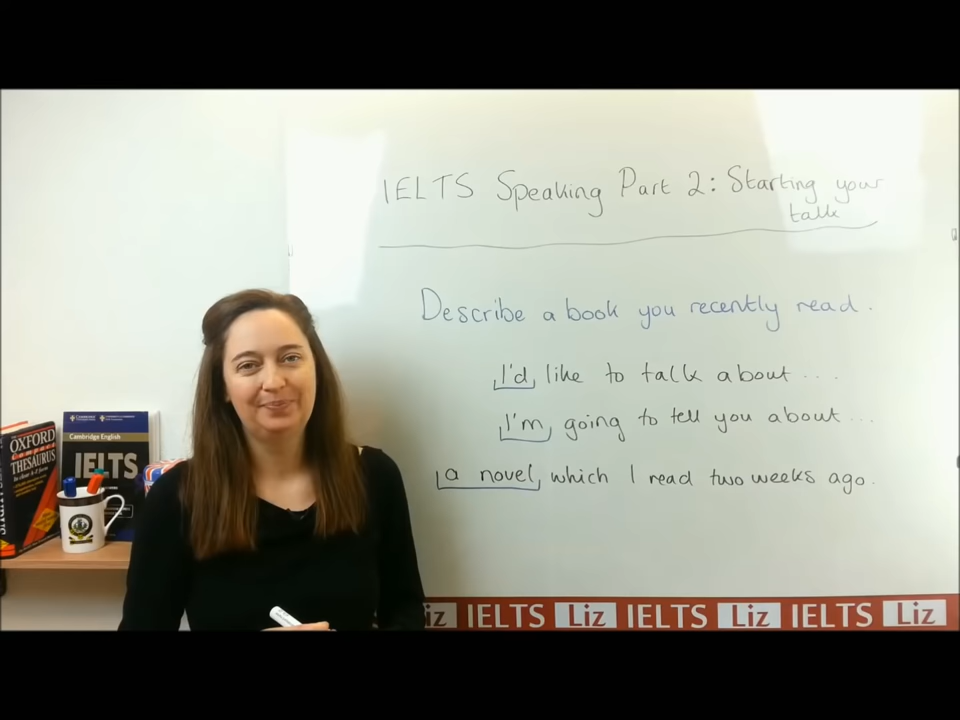 IELTS Speaking Part 2: Starting your
talk
Describe a book you recently read.
I'd like to talk about ....
I'm going to tell you about ...
a novel which I read two weeks ago.
OXFORD
Compact
THESAURUS
Cambridge English
IELTS
iz IELTS Liz IELTS Liz IELTS Liz